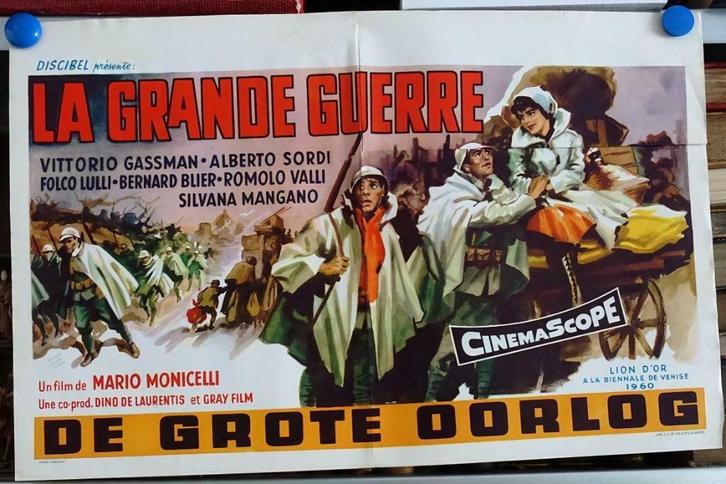 DISCIBEL présente:
LA GRANDE GUERRE
VITTORIO GASSMAN • ALBERTO SORDI
FOLCO LULLI • BERNARD BLIER • ROMOLO VALLI
SILVANA MANGANO
CINEMASCOPE
Un film de MARIO MONICELLI
Une co-prod. DINO DE LAURENTIS et GRAY FILM
LION D'OR
A LA BIENNALE DE VENISE
1960
DE GROTE OORLOG